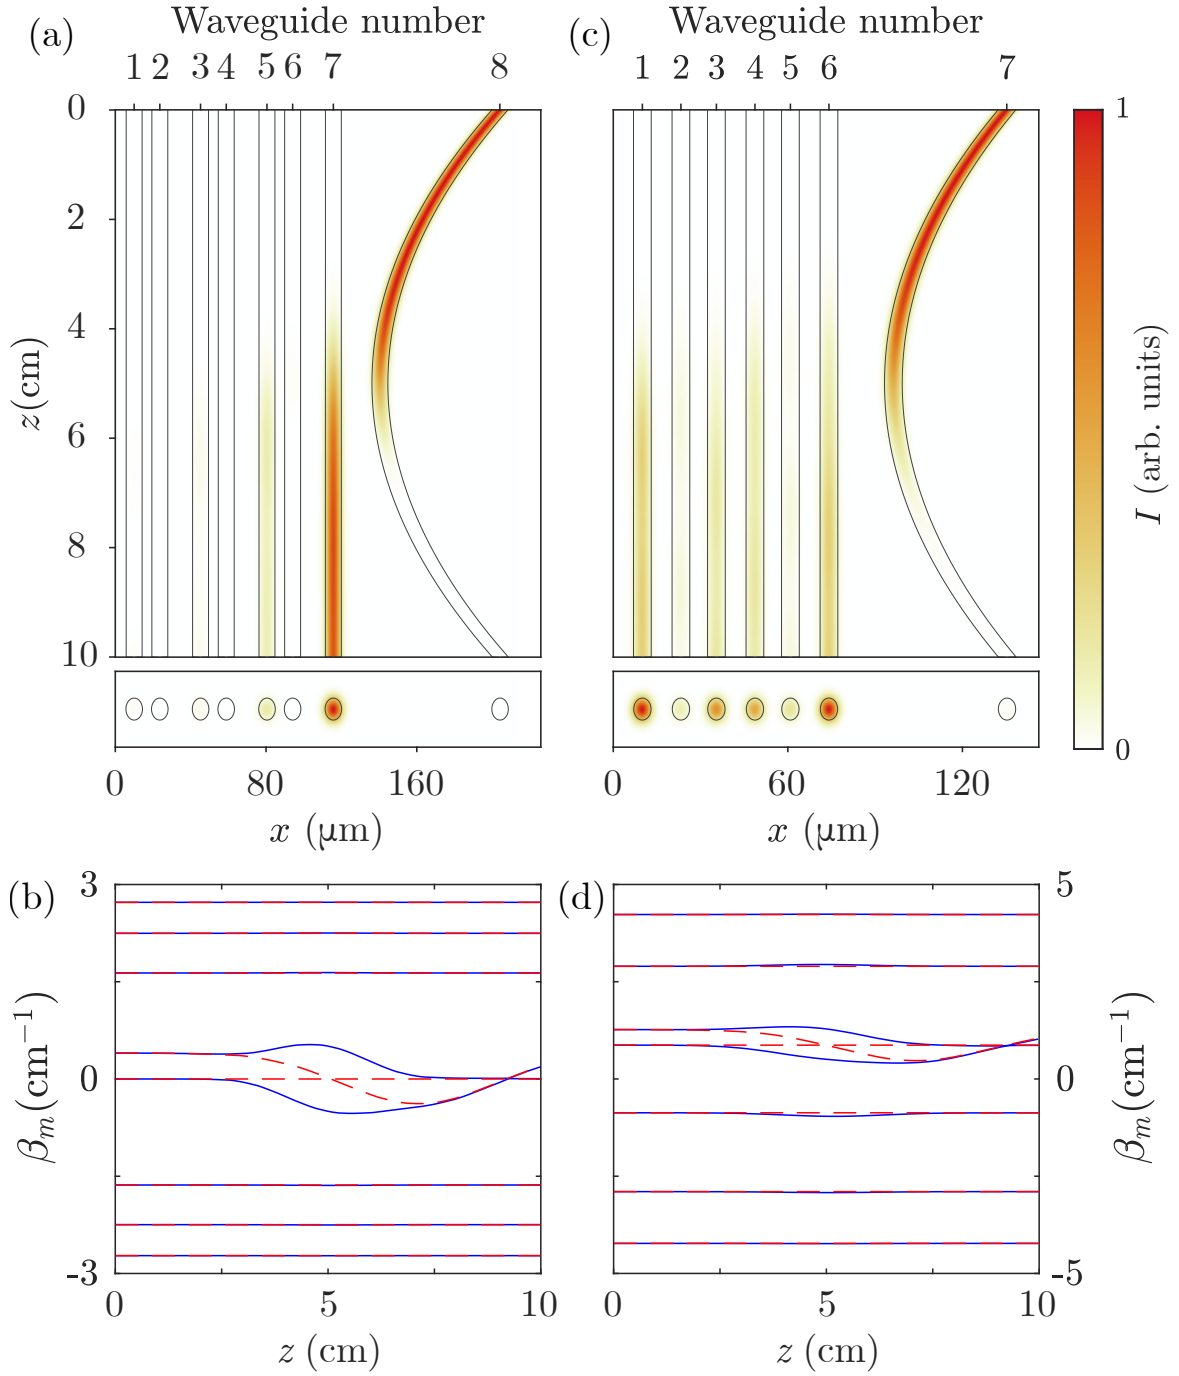 (a) Waveguide number
1 2 3 4 5 6 7 8
0
2
4
6
8
10
z(cm)
0 80 160
x (μm)
(c) Waveguide number
1 2 3 4 5 6 7
0 60 120
x (μm)
1
0
I (arb. units)
(b)
3
0
-3
βm(cm⁻¹)
0 5 10
z (cm)
(d)
5
0
-5
βm(cm⁻¹)
0 5 10
z (cm)